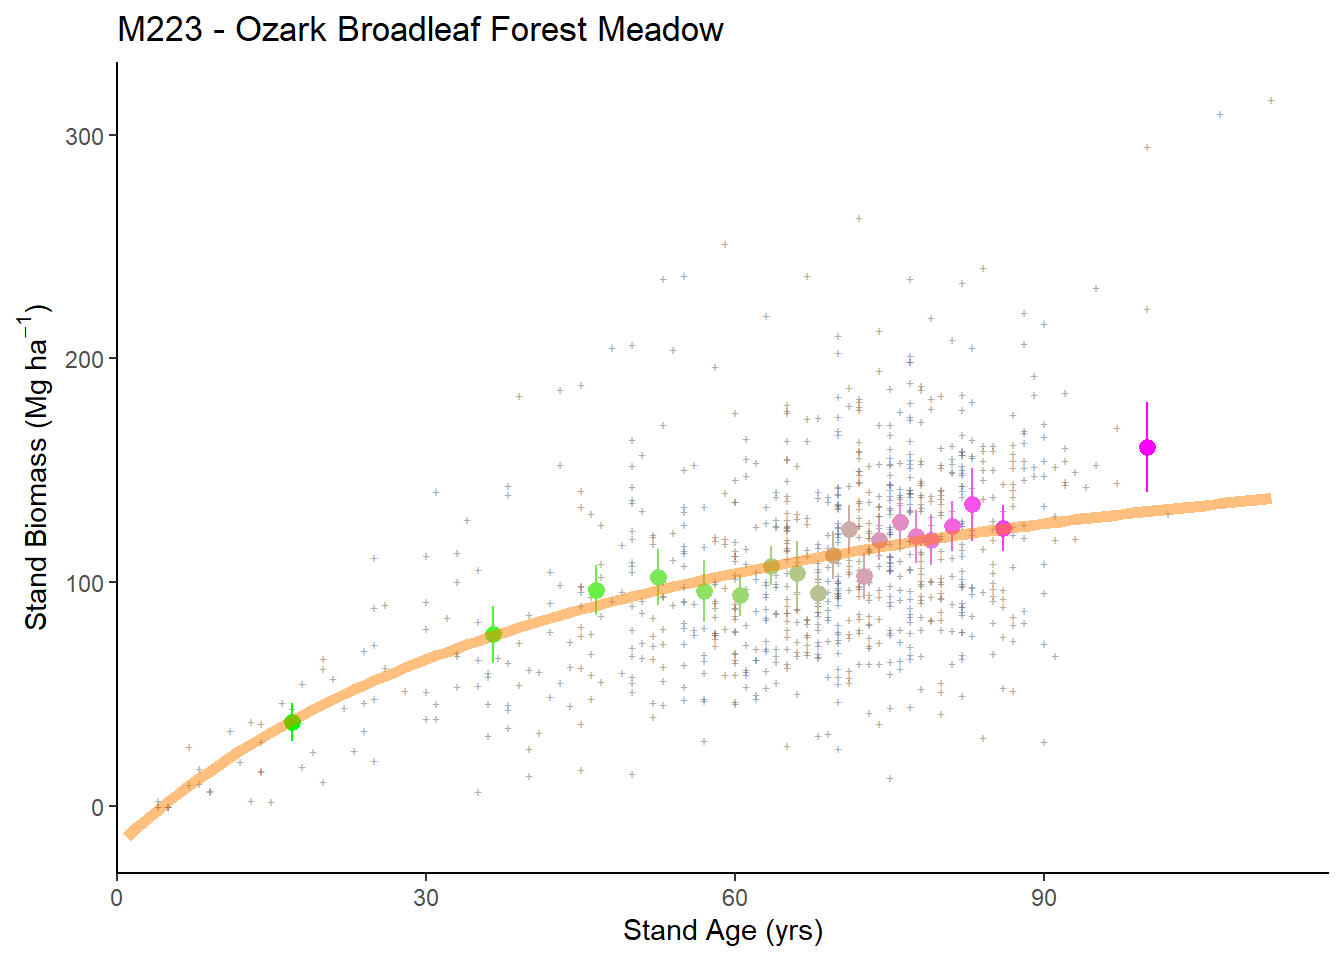 M223 - Ozark Broadleaf Forest Meadow
Stand Biomass (Mg ha⁻¹)
300
200
100
0
0 30 60 90
Stand Age (yrs)